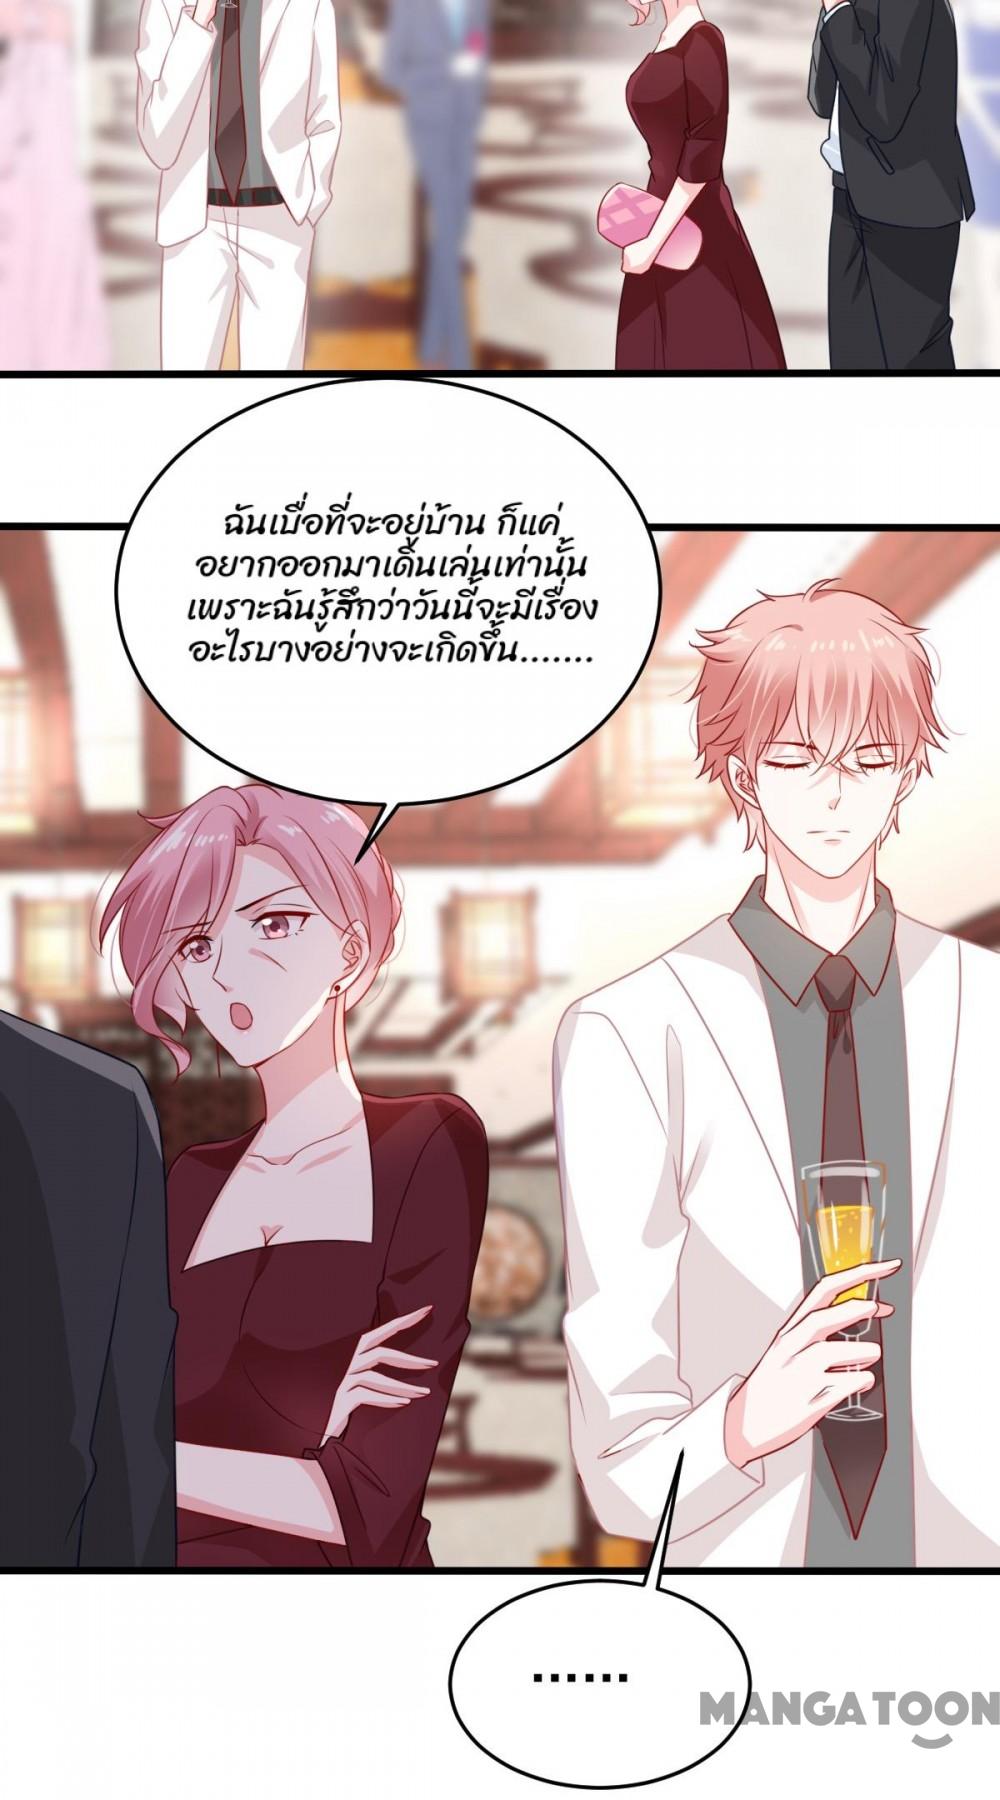 ฉันเบื่อที่จะอยู่บ้าน ก็แค่
อยากออกมาเดินเล่นเท่านั้น
เพราะฉันรู้สึกว่าวันนี้จะมีเรื่อง
อะไรบางอย่างจะเกิดขึ้น.......
......
MANGATOON